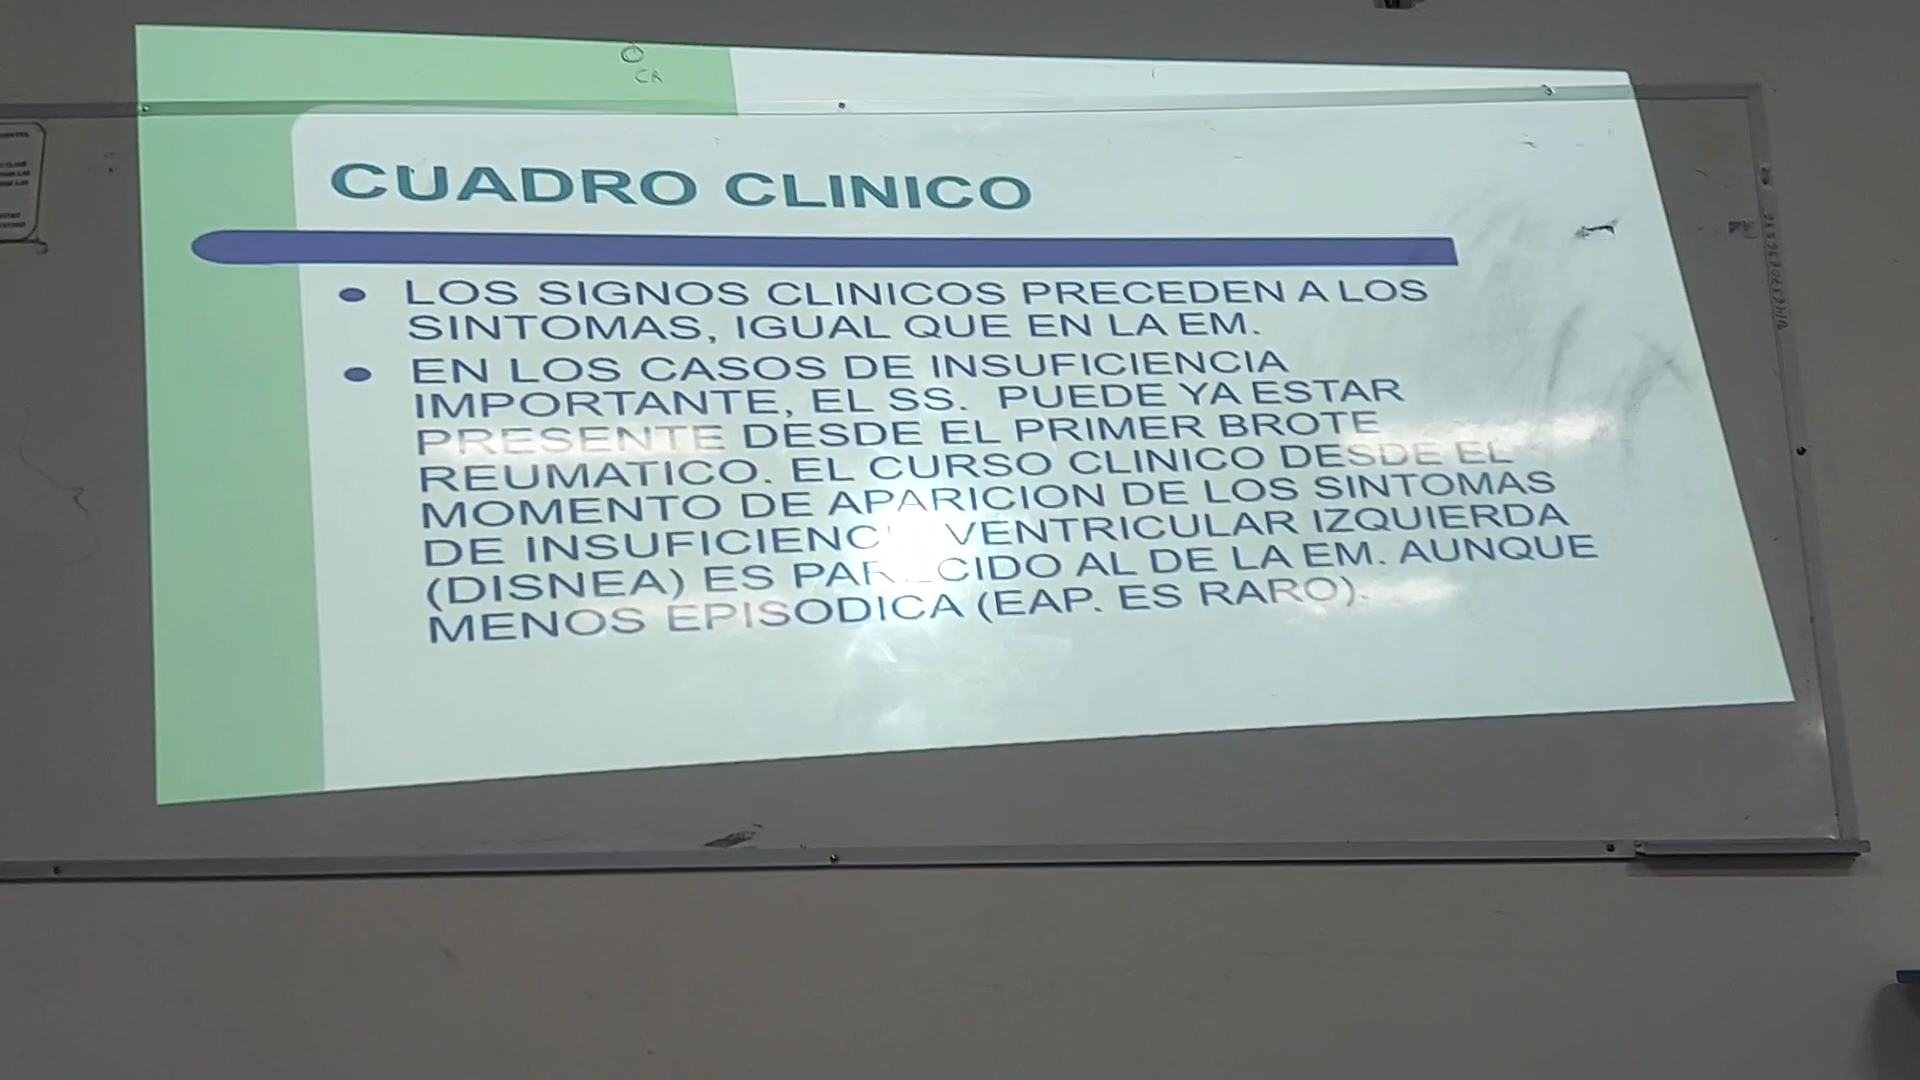 CR
CUADRO CLINICO
LOS SIGNOS CLINICOS PRECEDEN A LOS
SINTOMAS, IGUAL QUE EN LA EM.
EN LOS CASOS DE INSUFICIENCIA
IMPORTANTE, EL SS. PUEDE YA ESTAR
PRESENTE DESDE EL PRIMER BROTE
REUMATICO. EL CURSO CLINICO DESDE EL
MOMENTO DE APARICION DE LOS SINTOMAS
DE VENTRICULAR IZQUIERDA
(DISNEA) ES AL DE LA EM. AUNQUE
MENOS EPISODICA (EAP. ES RARO).